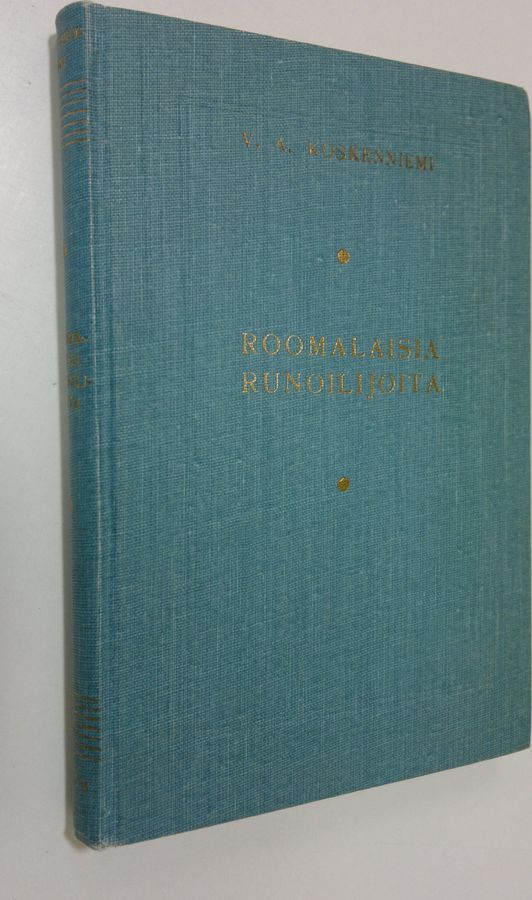 V. A. KOSKENNIEMI
ROOMALAISIA
RUNOILIJOITA